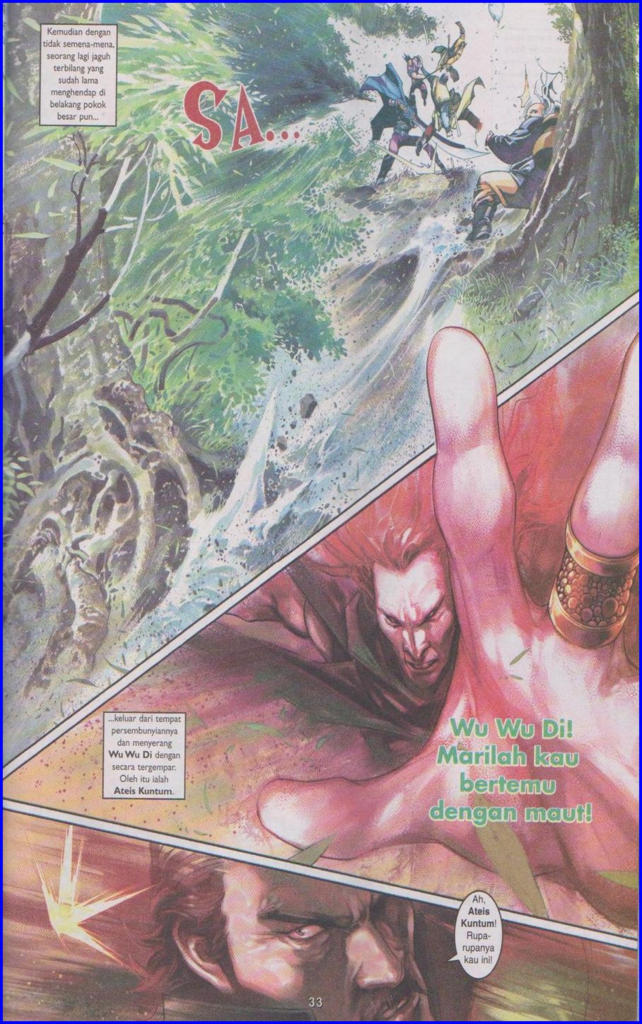 Kemudian dengan
tidak semena-mena,
seorang lagi jaguh
terbilang yang
sudah lama
menghendap di
belakang pokok
besar pun...
SA...
...keluar dari tempat
persembunyiannya
dan menyerang
Wu Wu Di dengan
secara tergempar.
Oleh itu ialah
Ateis Kuntum.
Wu Wu Di!
Marilah kau
bertemu
dengan maut!
Ah,
Ateis
Kuntum!
Rupa-
rupanya
kau ini!
33